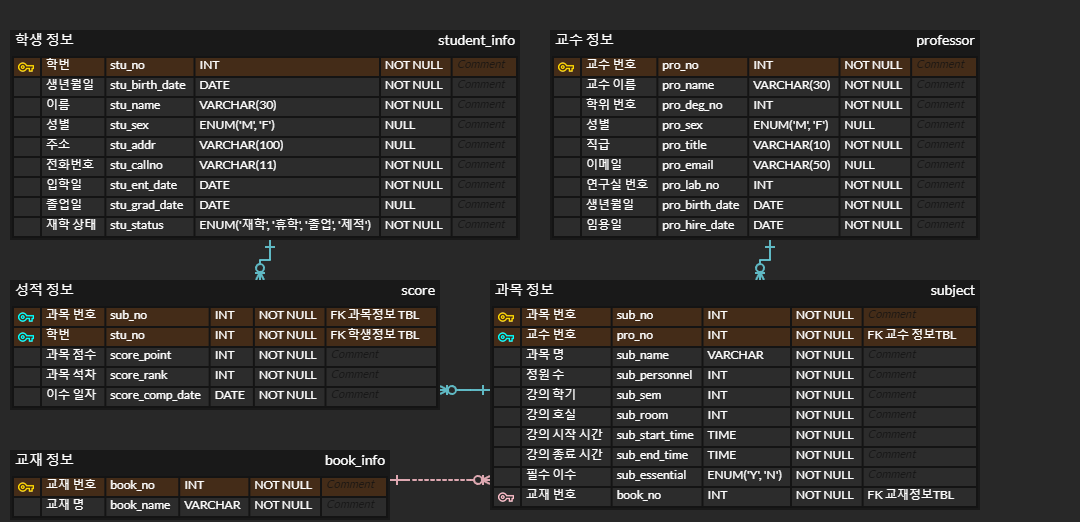 학생 정보 student_info
학번 stu_no INT NOT NULL Comment
생년월일 stu_birth_date DATE NOT NULL Comment
이름 stu_name VARCHAR(30) NOT NULL Comment
성별 stu_sex ENUM('M', 'F') NULL Comment
주소 stu_addr VARCHAR(100) NULL Comment
전화번호 stu_callno VARCHAR(11) NOT NULL Comment
입학일 stu_ent_date DATE NOT NULL Comment
졸업일 stu_grad_date DATE NULL Comment
재학 상태 stu_status ENUM('재학', '휴학', '졸업', '제적') NOT NULL Comment
교수 정보 professor
교수 번호 pro_no INT NOT NULL Comment
교수 이름 pro_name VARCHAR(30) NOT NULL Comment
학위 번호 pro_deg_no INT NOT NULL Comment
성별 pro_sex ENUM('M', 'F') NULL Comment
직급 pro_title VARCHAR(10) NOT NULL Comment
이메일 pro_email VARCHAR(50) NULL Comment
연구실 번호 pro_lab_no INT NOT NULL Comment
생년월일 pro_birth_date DATE NOT NULL Comment
임용일 pro_hire_date DATE NOT NULL Comment
성적 정보 score
과목 번호 sub_no INT NOT NULL FK 과목정보 TBL
학번 stu_no INT NOT NULL FK 학생정보 TBL
과목 점수 score_point INT NOT NULL Comment
과목 석차 score_rank INT NOT NULL Comment
이수 일자 score_comp_date DATE NOT NULL Comment
과목 정보 subject
과목 번호 sub_no INT NOT NULL Comment
교수 번호 pro_no INT NOT NULL FK 교수 정보TBL
과목 명 sub_name VARCHAR NOT NULL Comment
정원 수 sub_personnel INT NOT NULL Comment
강의 학기 sub_sem INT NOT NULL Comment
강의 호실 sub_room INT NOT NULL Comment
강의 시작 시간 sub_start_time TIME NOT NULL Comment
강의 종료 시간 sub_end_time TIME NOT NULL Comment
필수 이수 sub_essential ENUM('Y', 'N') NOT NULL Comment
교재 번호 book_no INT NOT NULL FK 교재정보TBL
교재 정보 book_info
교재 번호 book_no INT NOT NULL Comment
교재 명 book_name VARCHAR NOT NULL Comment